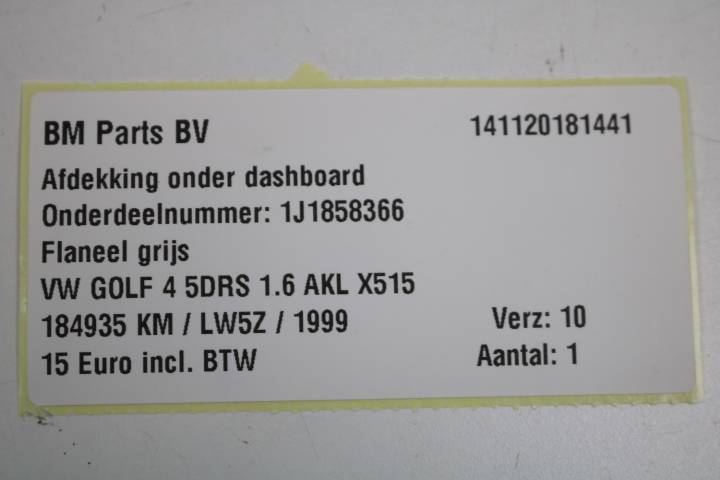 BM Parts BV 141120181441
Afdekking onder dashboard
Onderdeelnummer: 1J1858366
Flaneel grijs
VW GOLF 4 5DRS 1.6 AKL X515
184935 KM / LW5Z / 1999 Verz: 10
15 Euro incl. BTW Aantal: 1